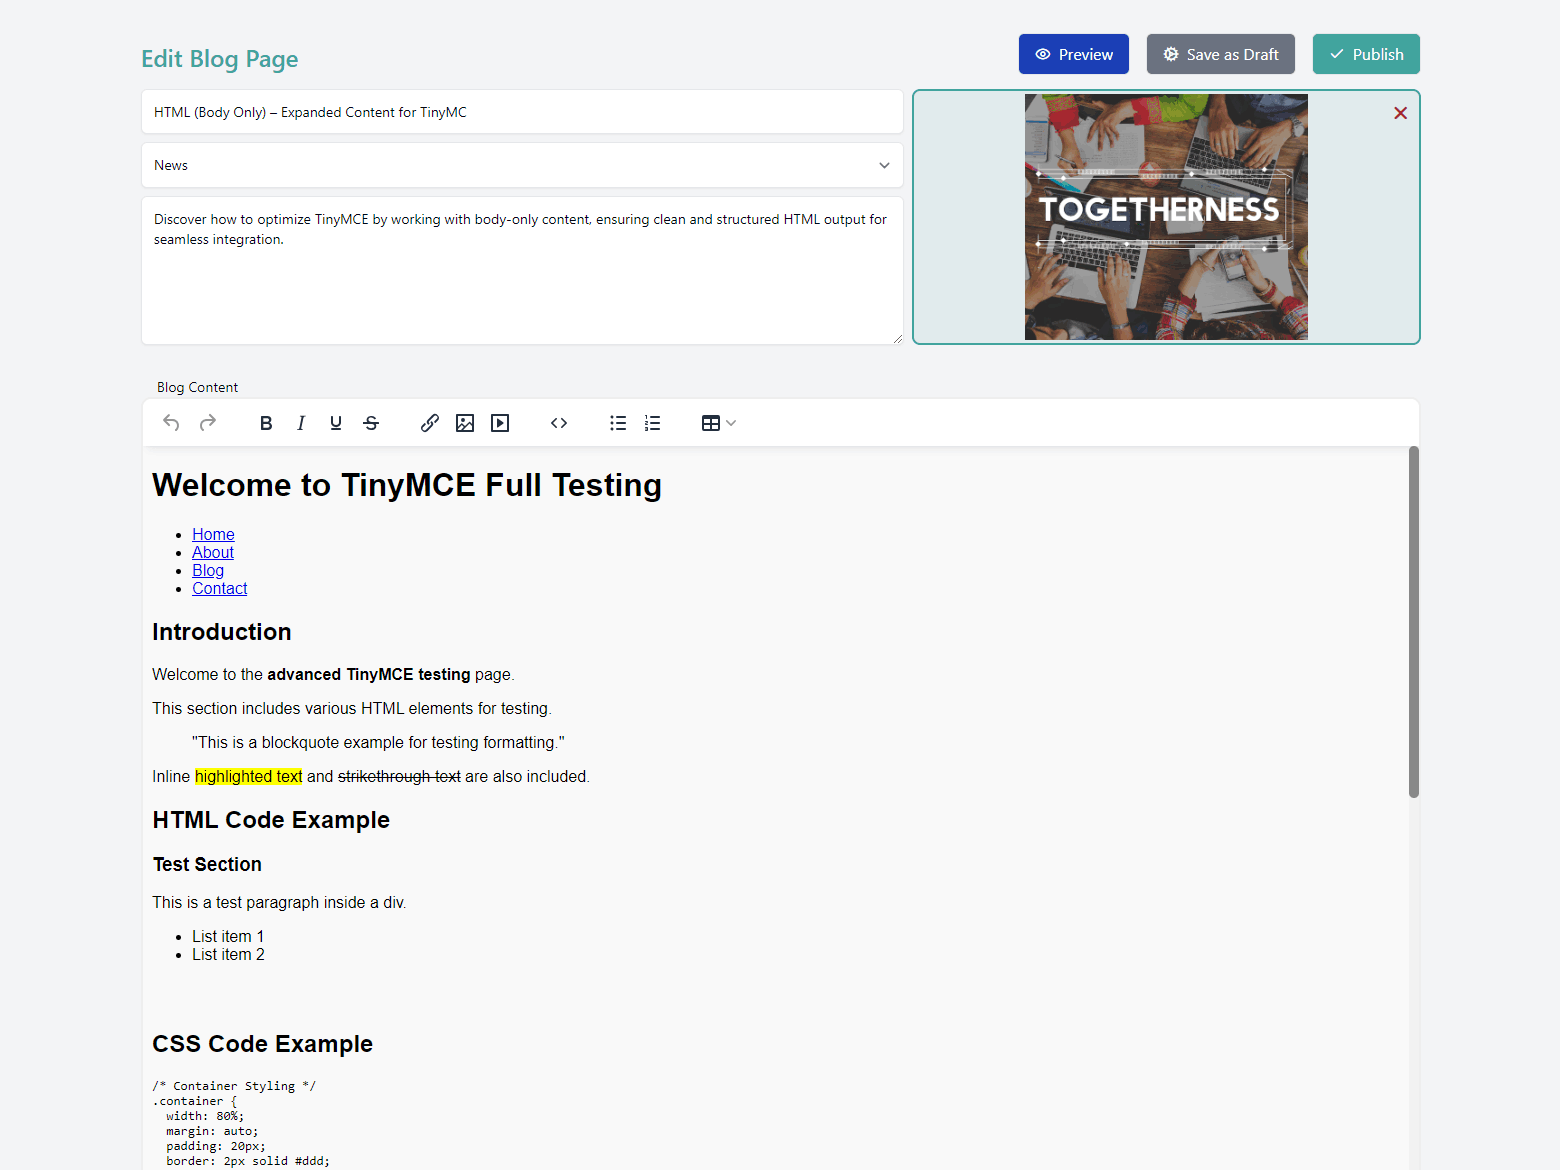 Edit Blog Page
Preview
Save as Draft
Publish
HTML (Body Only) – Expanded Content for TinyMC
News
Discover how to optimize TinyMCE by working with body-only content, ensuring clean and structured HTML output for
seamless integration.
TOGETHERNESS
Blog Content
Welcome to TinyMCE Full Testing
Home
About
Blog
Contact
Introduction
Welcome to the advanced TinyMCE testing page.
This section includes various HTML elements for testing.
"This is a blockquote example for testing formatting."
Inline highlighted text and strikethrough text are also included.
HTML Code Example
Test Section
This is a test paragraph inside a div.
List item 1
List item 2
CSS Code Example
/* Container Styling */
.container {
width: 80%;
margin: auto;
padding: 20px;
border: 2px solid #ddd;